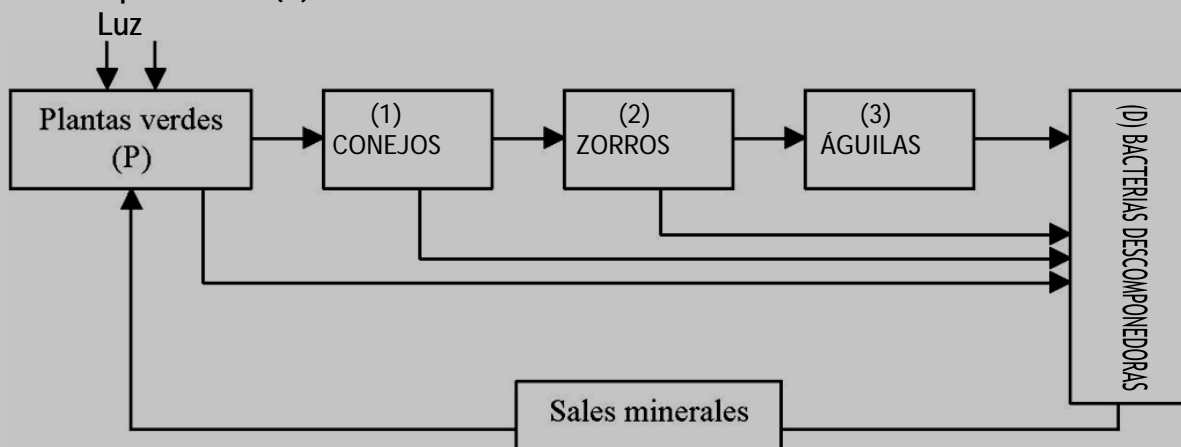 Luz
Plantas verdes
(P)
(1)
CONEJOS
(2)
ZORROS
(3)
ÁGUILAS
(D) BACTERIAS DESCOMPONEDORAS
Sales minerales